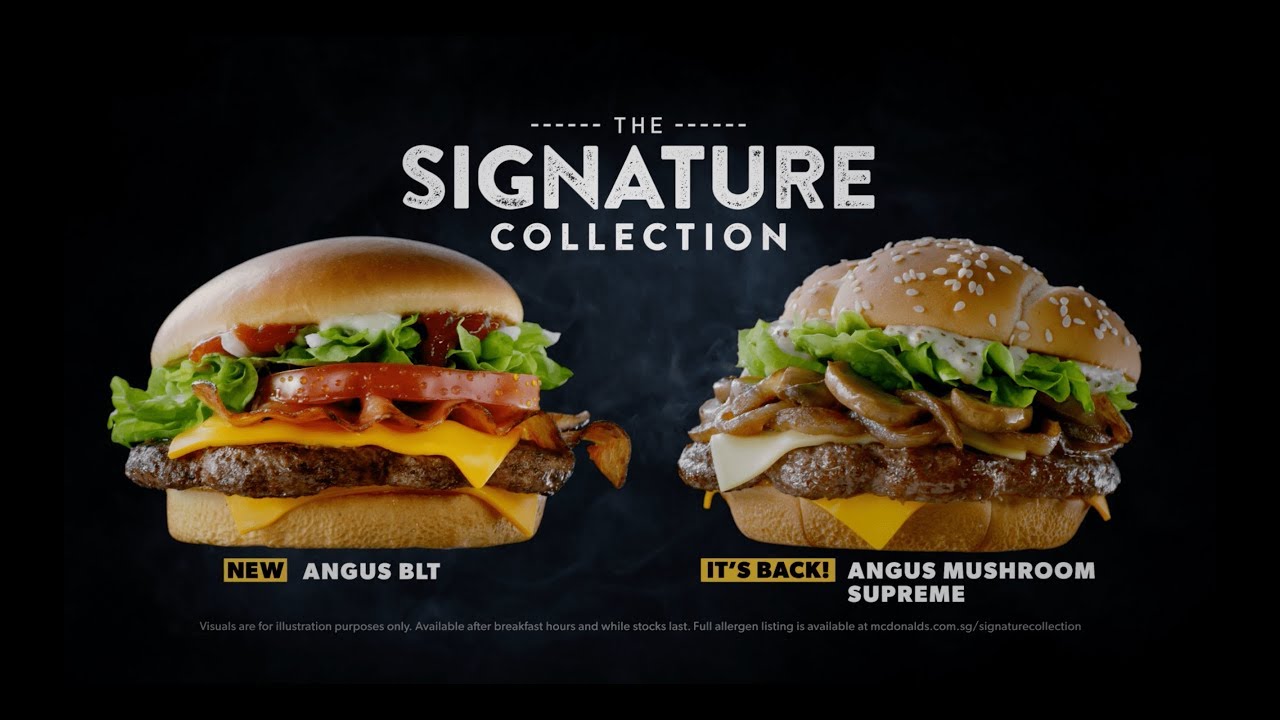 ------ THE ------
SIGNATURE
COLLECTION
NEW ANGUS BLT
IT'S BACK! ANGUS MUSHROOM
SUPREME
Visuals are for illustration purposes only. Available after breakfast hours and while stocks last. Full allergen listing is available at mcdonalds.com.sg/signaturecollection